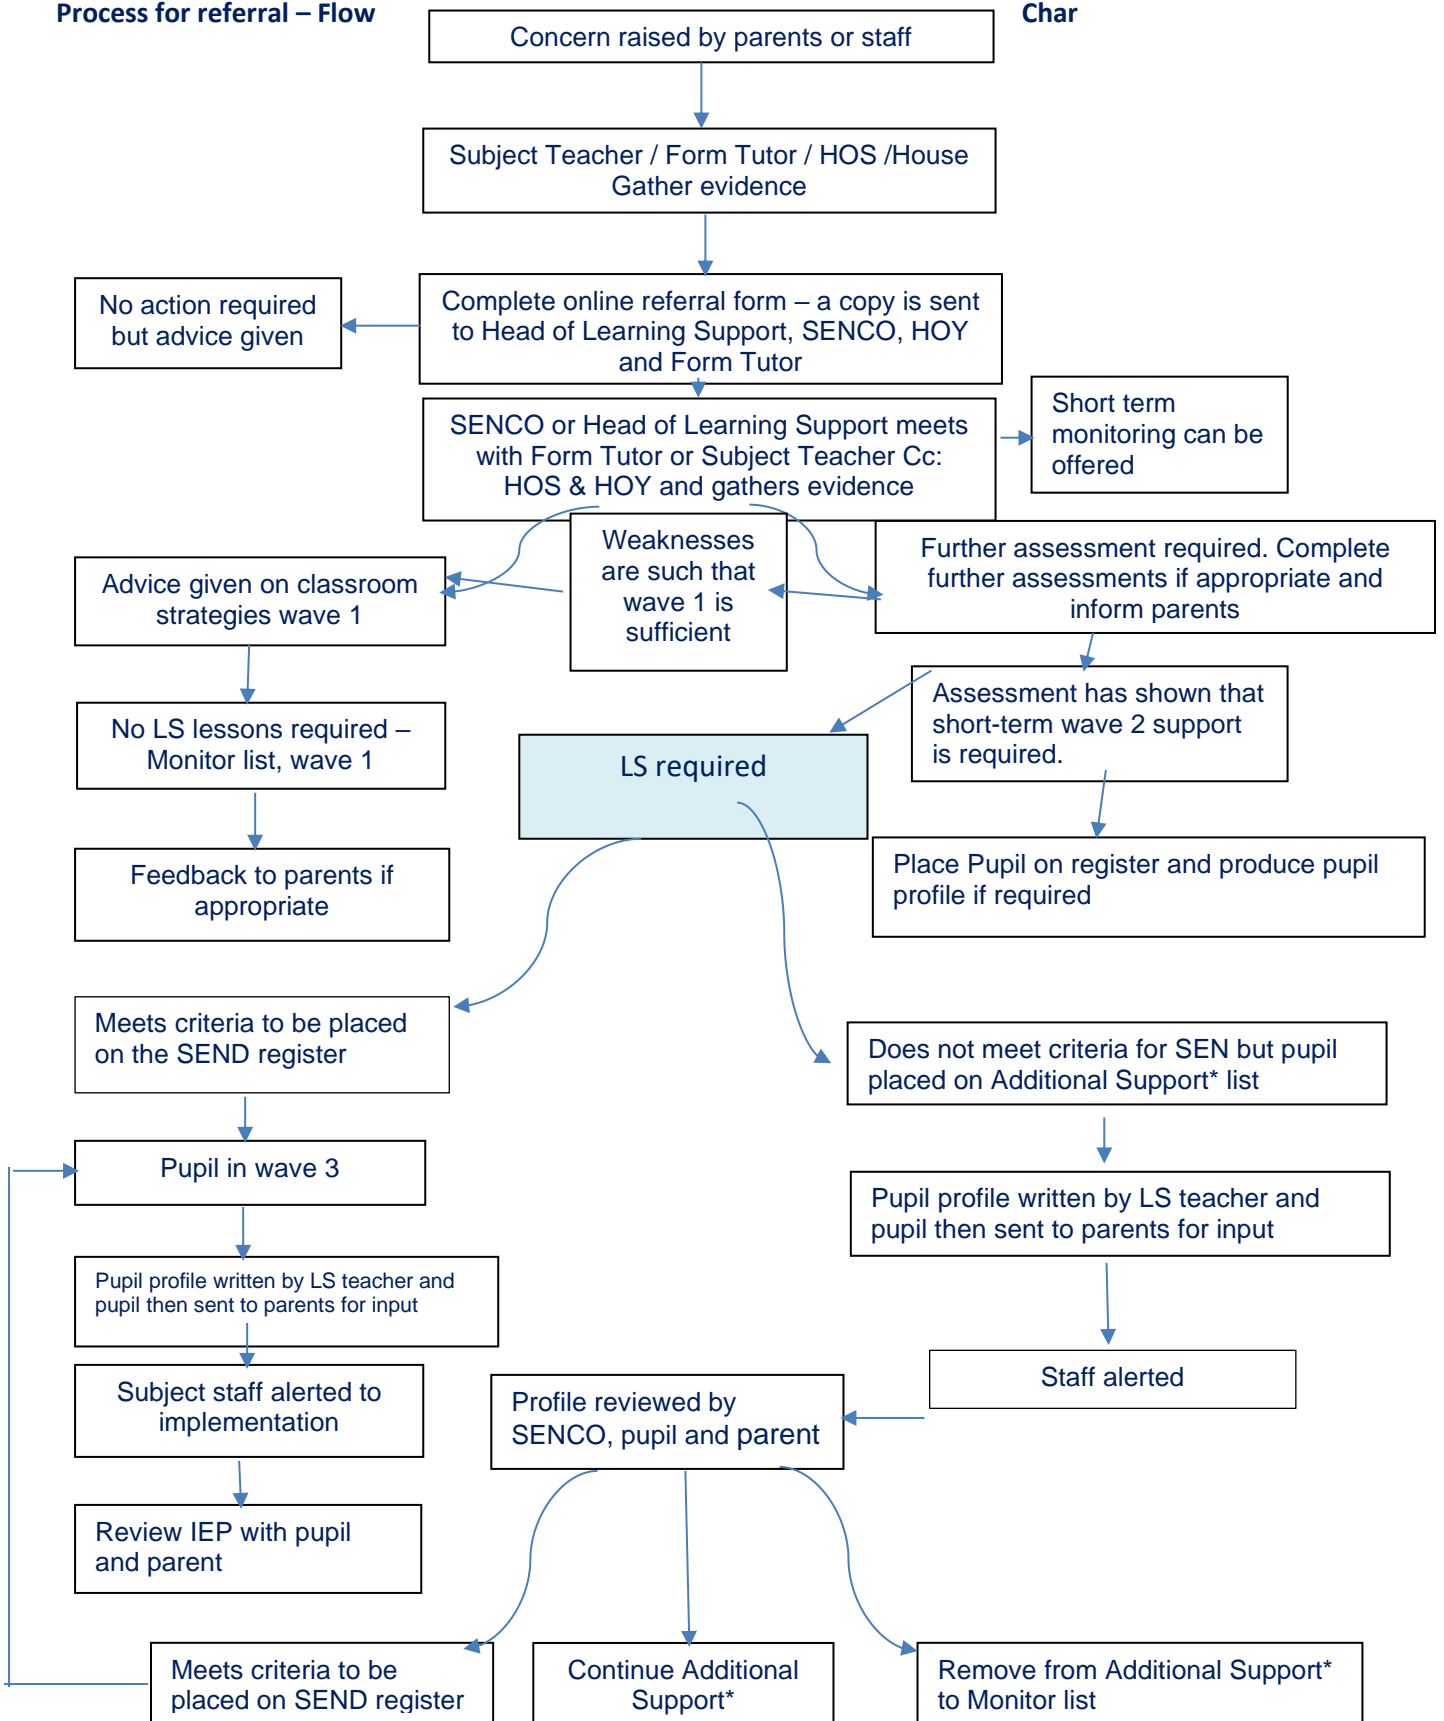 Process for referral – Flow
Char
Concern raised by parents or staff
Subject Teacher / Form Tutor / HOS /House
Gather evidence
No action required
but advice given
Complete online referral form – a copy is sent
to Head of Learning Support, SENCO, HOY
and Form Tutor
SENCO or Head of Learning Support meets
with Form Tutor or Subject Teacher Cc:
HOS & HOY and gathers evidence
Short term
monitoring can be
offered
Weaknesses
are such that
wave 1 is
sufficient
Further assessment required. Complete
further assessments if appropriate and
inform parents
Advice given on classroom
strategies wave 1
Assessment has shown that
short-term wave 2 support
is required.
No LS lessons required –
Monitor list, wave 1
LS required
Feedback to parents if
appropriate
Place Pupil on register and produce pupil
profile if required
Meets criteria to be placed
on the SEND register
Does not meet criteria for SEN but pupil
placed on Additional Support* list
Pupil in wave 3
Pupil profile written by LS teacher and
pupil then sent to parents for input
Pupil profile written by LS teacher and
pupil then sent to parents for input
Staff alerted
Subject staff alerted to
implementation
Profile reviewed by
SENCO, pupil and parent
Review IEP with pupil
and parent
Meets criteria to be
placed on SEND register
Continue Additional
Support*
Remove from Additional Support*
to Monitor list